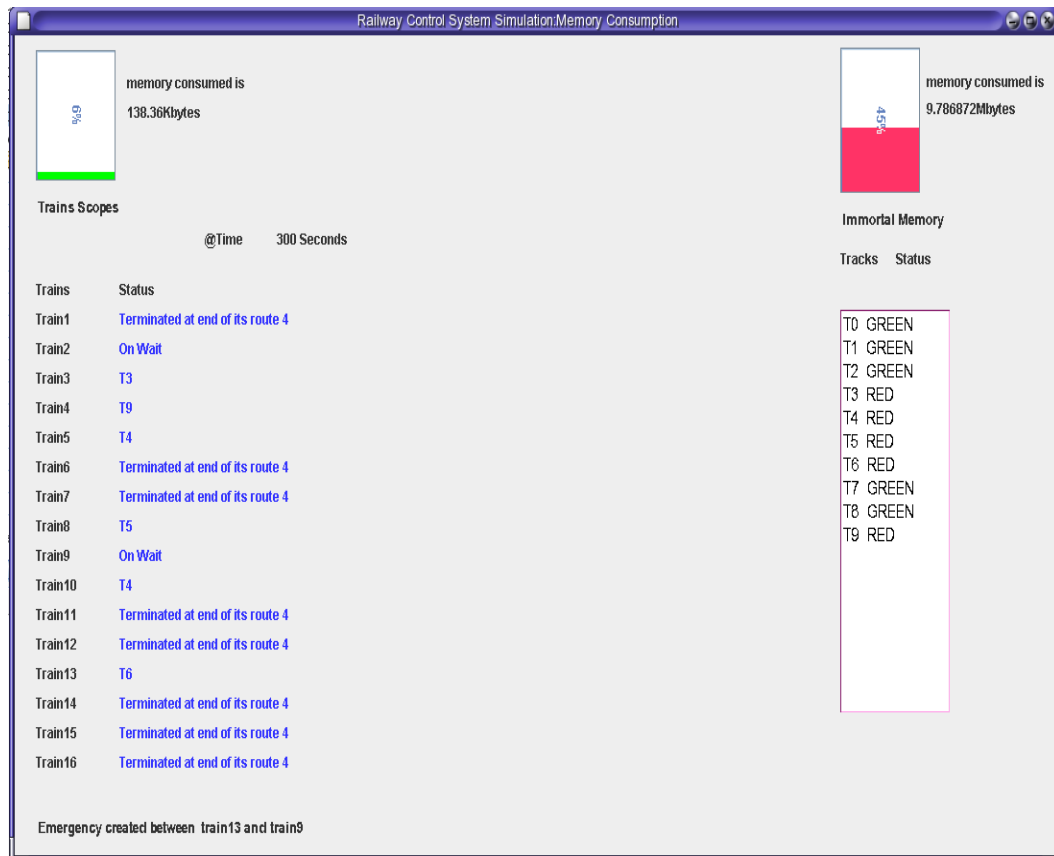 Railway Control System Simulation:Memory Consumption
6%
memory consumed is
138.36Kbytes
Trains Scopes
@Time 300 Seconds
Trains Status
Train1 Terminated at end of its route 4
Train2 On Wait
Train3 T3
Train4 T9
Train5 T4
Train6 Terminated at end of its route 4
Train7 Terminated at end of its route 4
Train8 T5
Train9 On Wait
Train10 T4
Train11 Terminated at end of its route 4
Train12 Terminated at end of its route 4
Train13 T6
Train14 Terminated at end of its route 4
Train15 Terminated at end of its route 4
Train16 Terminated at end of its route 4
Emergency created between train13 and train9
45%
memory consumed is
9.786872Mbytes
Immortal Memory
Tracks Status
T0 GREEN
T1 GREEN
T2 GREEN
T3 RED
T4 RED
T5 RED
T6 RED
T7 GREEN
T8 GREEN
T9 RED